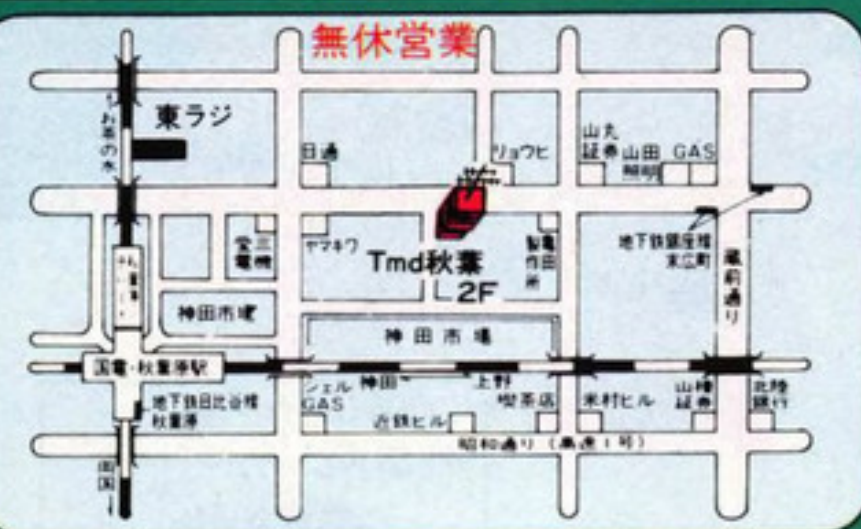 無休営業
お茶の水
東ラジ
日通
リョウヒ
山丸
証券
山田
照明
GAS
地下鉄銀座線
末広町
蔵前通り
三機
電
ヤマキワ
Tmd秋葉
2F
亀田
製作所
神田市場
神田市場
国電・秋葉原駅
地下鉄日比谷線
秋葉原
シェル
GAS
神田
上野
近鉄ビル
喫茶店
米村ビル
山種
証券
北陸
銀行
昭和通り(高速1号)
両国